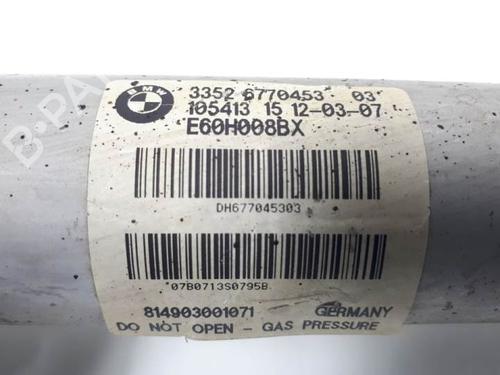 BMW
3352 6770453 03
105413 15 12-03-07
E60H008BX
DH677045303
07B0713S0795B
814903001071 GERMANY
DO NOT OPEN - GAS PRESSURE
B-PARTS